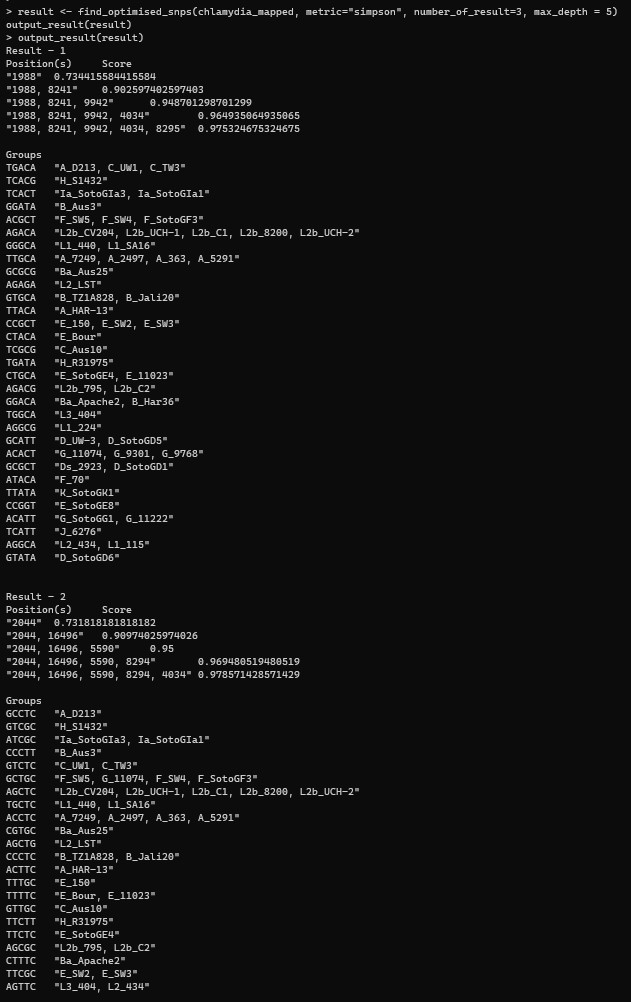 > result <- find_optimised_snps(chlamydia_mapped, metric="simpson", number_of_result=3, max_depth = 5)
output_result(result)
> output_result(result)
Result - 1
Position(s)     Score
"1988"  0.734415584415584
"1988, 8241"    0.902597402597403
"1988, 8241, 9942"      0.948701298701299
"1988, 8241, 9942, 4034"        0.964935064935065
"1988, 8241, 9942, 4034, 8295"  0.975324675324675

Groups
TGACA   "A_D213, C_UW1, C_TW3"
TCACG   "H_S1432"
TCACT   "Ia_SotoGIa3, Ia_SotoGIa1"
GGATA   "B_Aus3"
ACGCT   "F_SW5, F_SW4, F_SotoGF3"
AGACA   "L2b_CV204, L2b_UCH-1, L2b_C1, L2b_8200, L2b_UCH-2"
GGGCA   "L1_440, L1_SA16"
TTGCA   "A_7249, A_2497, A_363, A_5291"
GCGCG   "Ba_Aus25"
AGAGA   "L2_LST"
GTGCA   "B_TZ1A828, B_Jali20"
TTACA   "A_HAR-13"
CCGCT   "E_150, E_SW2, E_SW3"
CTACA   "E_Bour"
TCGCG   "C_Aus10"
TGATA   "H_R31975"
CTGCA   "E_SotoGE4, E_11023"
AGACG   "L2b_795, L2b_C2"
GGACA   "Ba_Apache2, B_Har36"
TGGCA   "L3_404"
AGGCG   "L1_224"
GCATT   "D_UW-3, D_SotoGD5"
ACACT   "G_11074, G_9301, G_9768"
GCGCT   "Ds_2923, D_SotoGD1"
ATACA   "F_70"
TTATA   "K_SotoGK1"
CCGGT   "E_SotoGE8"
ACATT   "G_SotoGG1, G_11222"
TCATT   "J_6276"
AGGCA   "L2_434, L1_115"
GTATA   "D_SotoGD6"

Result - 2
Position(s)     Score
"2044"  0.731818181818182
"2044, 16496"   0.90974025974026
"2044, 16496, 5590"     0.95
"2044, 16496, 5590, 8294"       0.969480519480519
"2044, 16496, 5590, 8294, 4034" 0.978571428571429

Groups
GCCTC   "A_D213"
GTCGC   "H_S1432"
ATCGC   "Ia_SotoGIa3, Ia_SotoGIa1"
CCCTT   "B_Aus3"
GTCTC   "C_UW1, C_TW3"
GCTGC   "F_SW5, G_11074, F_SW4, F_SotoGF3"
AGCTC   "L2b_CV204, L2b_UCH-1, L2b_C1, L2b_8200, L2b_UCH-2"
TGCTC   "L1_440, L1_SA16"
ACCTC   "A_7249, A_2497, A_363, A_5291"
CGTGC   "Ba_Aus25"
AGCTG   "L2_LST"
CCCTC   "B_TZ1A828, B_Jali20"
ACTTC   "A_HAR-13"
TTTGC   "E_150"
TTTTC   "E_Bour, E_11023"
GTTGC   "C_Aus10"
TTCTT   "H_R31975"
TTCTC   "E_SotoGE4"
AGCGC   "L2b_795, L2b_C2"
CTTTC   "Ba_Apache2"
TTCGC   "E_SW2, E_SW3"
AGTTC   "L3_404, L2_434"